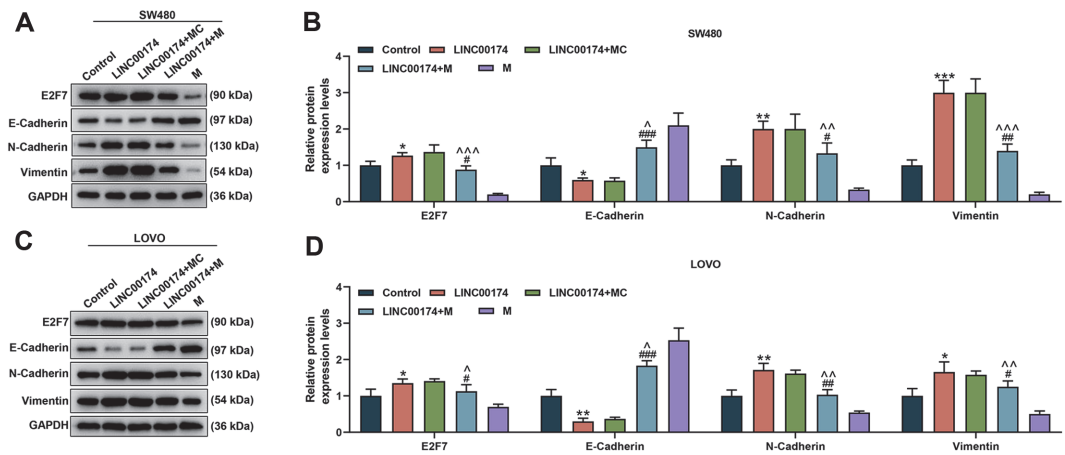 A
SW480
Control
LINC00174
LINC00174+MC
LINC00174+M
M
E2F7
(90 kDa)
E-Cadherin
(97 kDa)
N-Cadherin
(130 kDa)
Vimentin
(54 kDa)
GAPDH
(36 kDa)
B
SW480
Control
LINC00174
LINC00174+MC
LINC00174+M
M
Relative protein
expression levels
4
3
2
1
0
*
^^^
#
*
^
###
**
^^
#
***
^^^
##
E2F7
E-Cadherin
N-Cadherin
Vimentin
C
LOVO
Control
LINC00174
LINC00174+MC
LINC00174+M
M
E2F7
(90 kDa)
E-Cadherin
(97 kDa)
N-Cadherin
(130 kDa)
Vimentin
(54 kDa)
GAPDH
(36 kDa)
D
LOVO
Control
LINC00174
LINC00174+MC
LINC00174+M
M
Relative protein
expression levels
4
3
2
1
0
*
^
#
**
^
###
**
^^
##
*
^^
#
E2F7
E-Cadherin
N-Cadherin
Vimentin